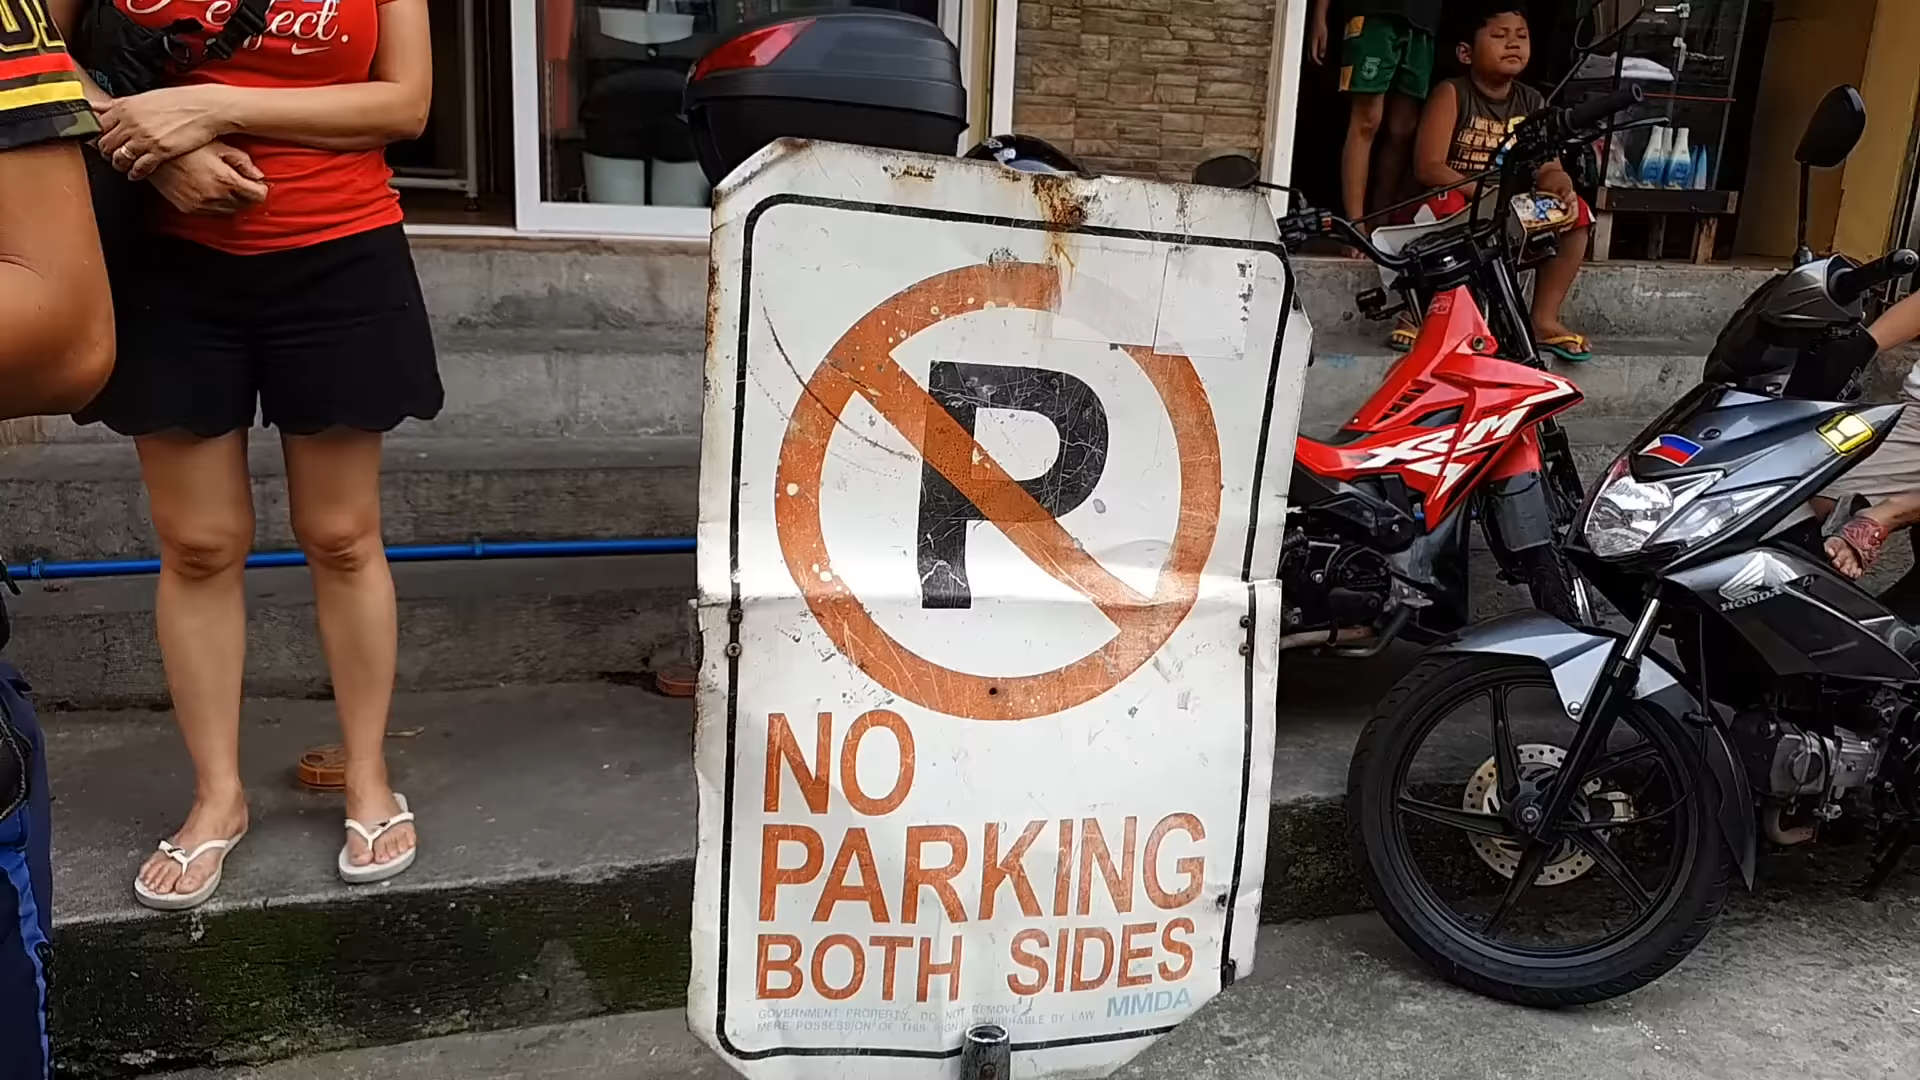 Perfect.
P
NO
PARKING
BOTH SIDES
MMDA
GOVERNMENT PROPERTY. DO NOT REMOVE
MERE POSSESSION OF THIS SIGN IS PUNISHABLE BY LAW
XRM
HONDA